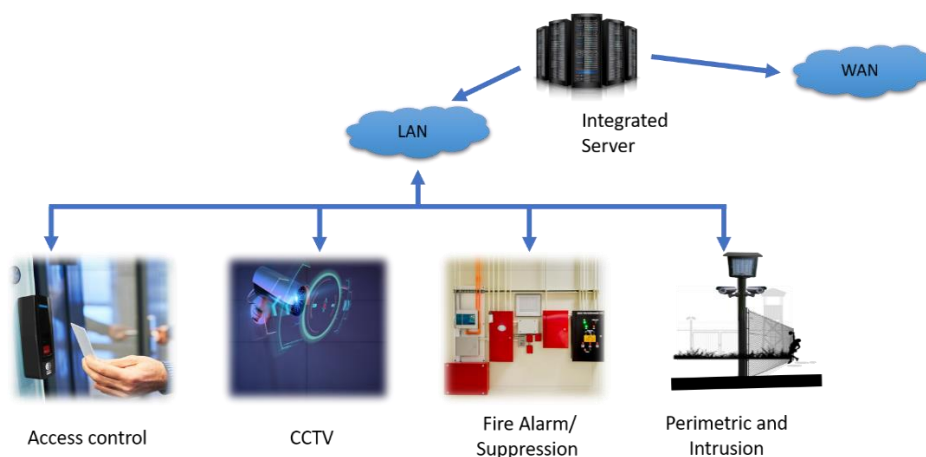 WAN
LAN
Integrated
Server
Access control
CCTV
Fire Alarm/
Suppression
Perimetric and
Intrusion